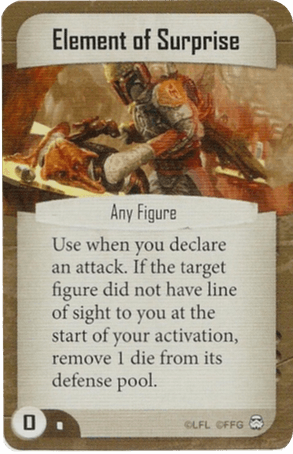 Element of Surprise
Any Figure
Use when you declare
an attack. If the target
figure did not have line
of sight to you at the
start of your activation,
remove 1 die from its
defense pool.
0
©LFL ©FFG